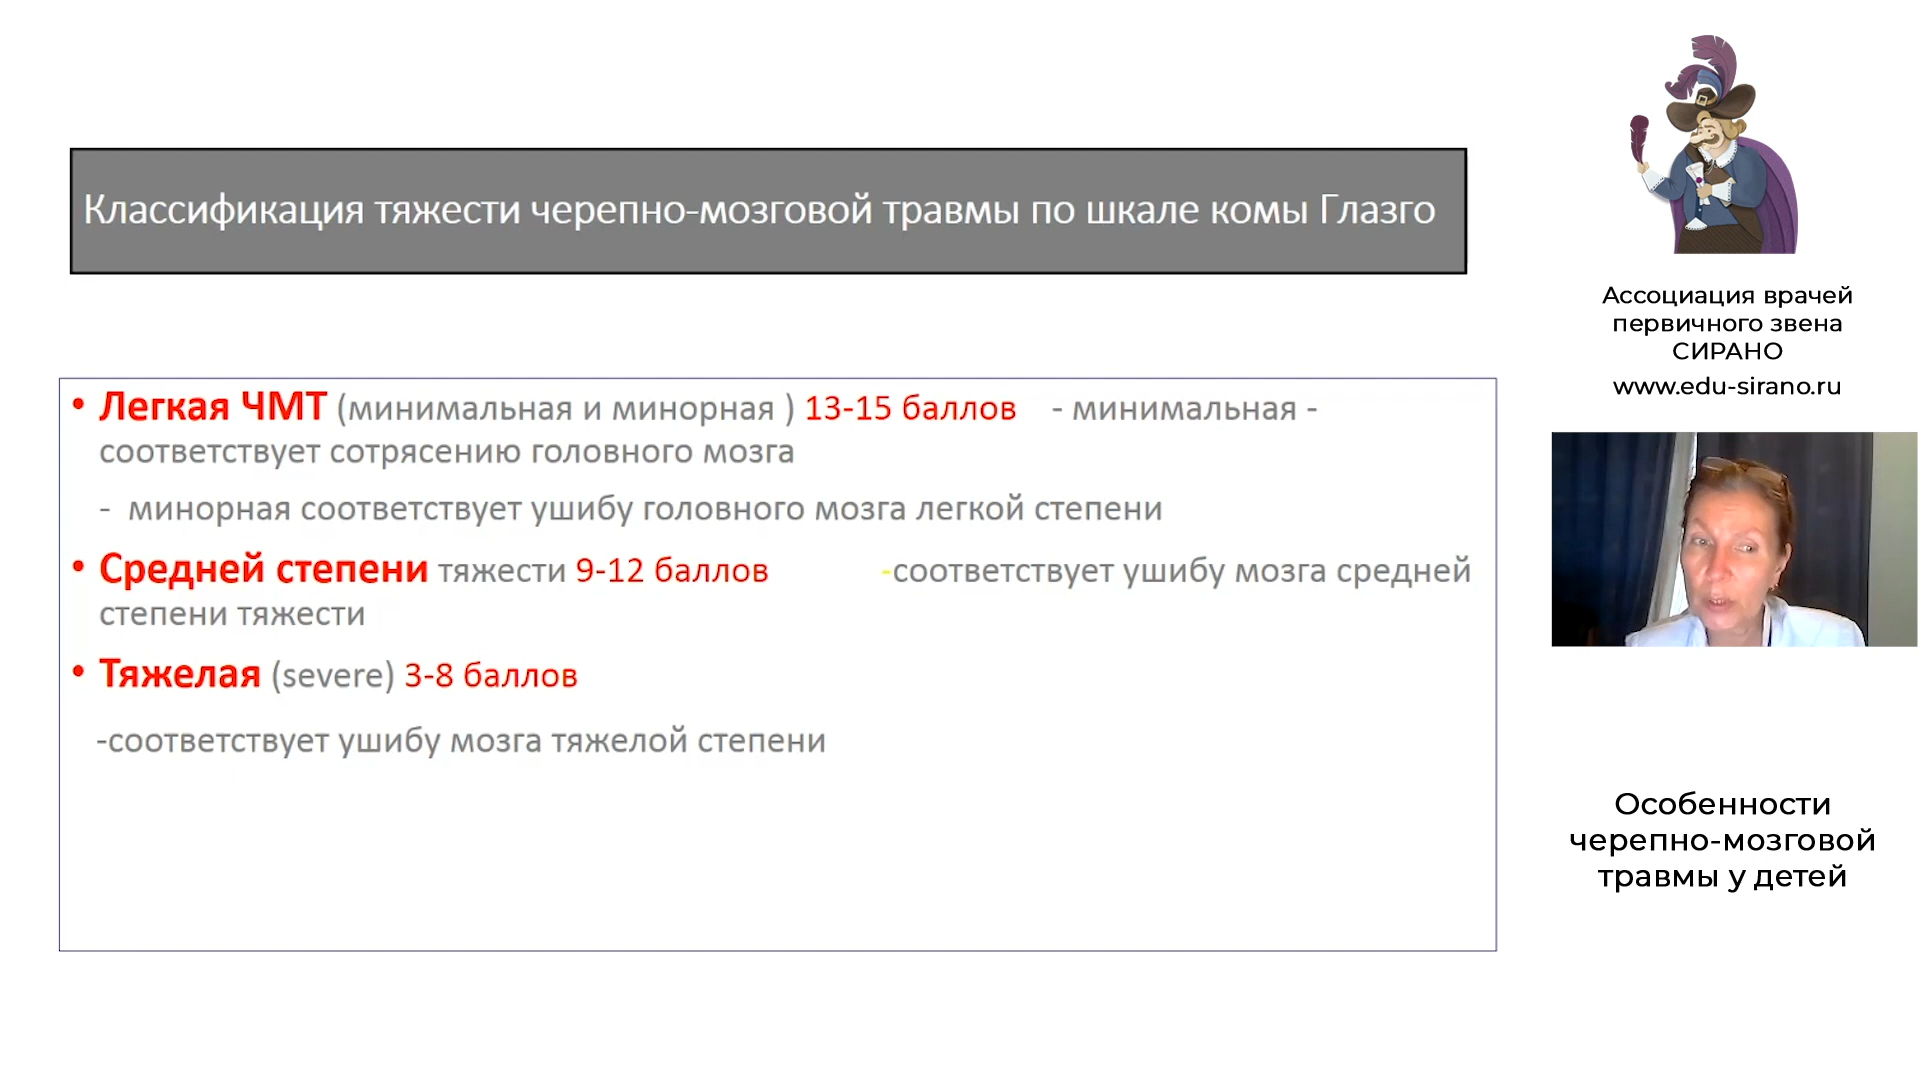 Классификация тяжести черепно-мозговой травмы по шкале комы Глазго
• Легкая ЧМТ (минимальная и минорная ) 13-15 баллов - минимальная -
соответствует сотрясению головного мозга
- минорная соответствует ушибу головного мозга легкой степени
• Средней степени тяжести 9-12 баллов -соответствует ушибу мозга средней
степени тяжести
• Тяжелая (severe) 3-8 баллов
-соответствует ушибу мозга тяжелой степени
Ассоциация врачей
первичного звена
СИРАНО
www.edu-sirano.ru
Особенности
черепно-мозговой
травмы у детей